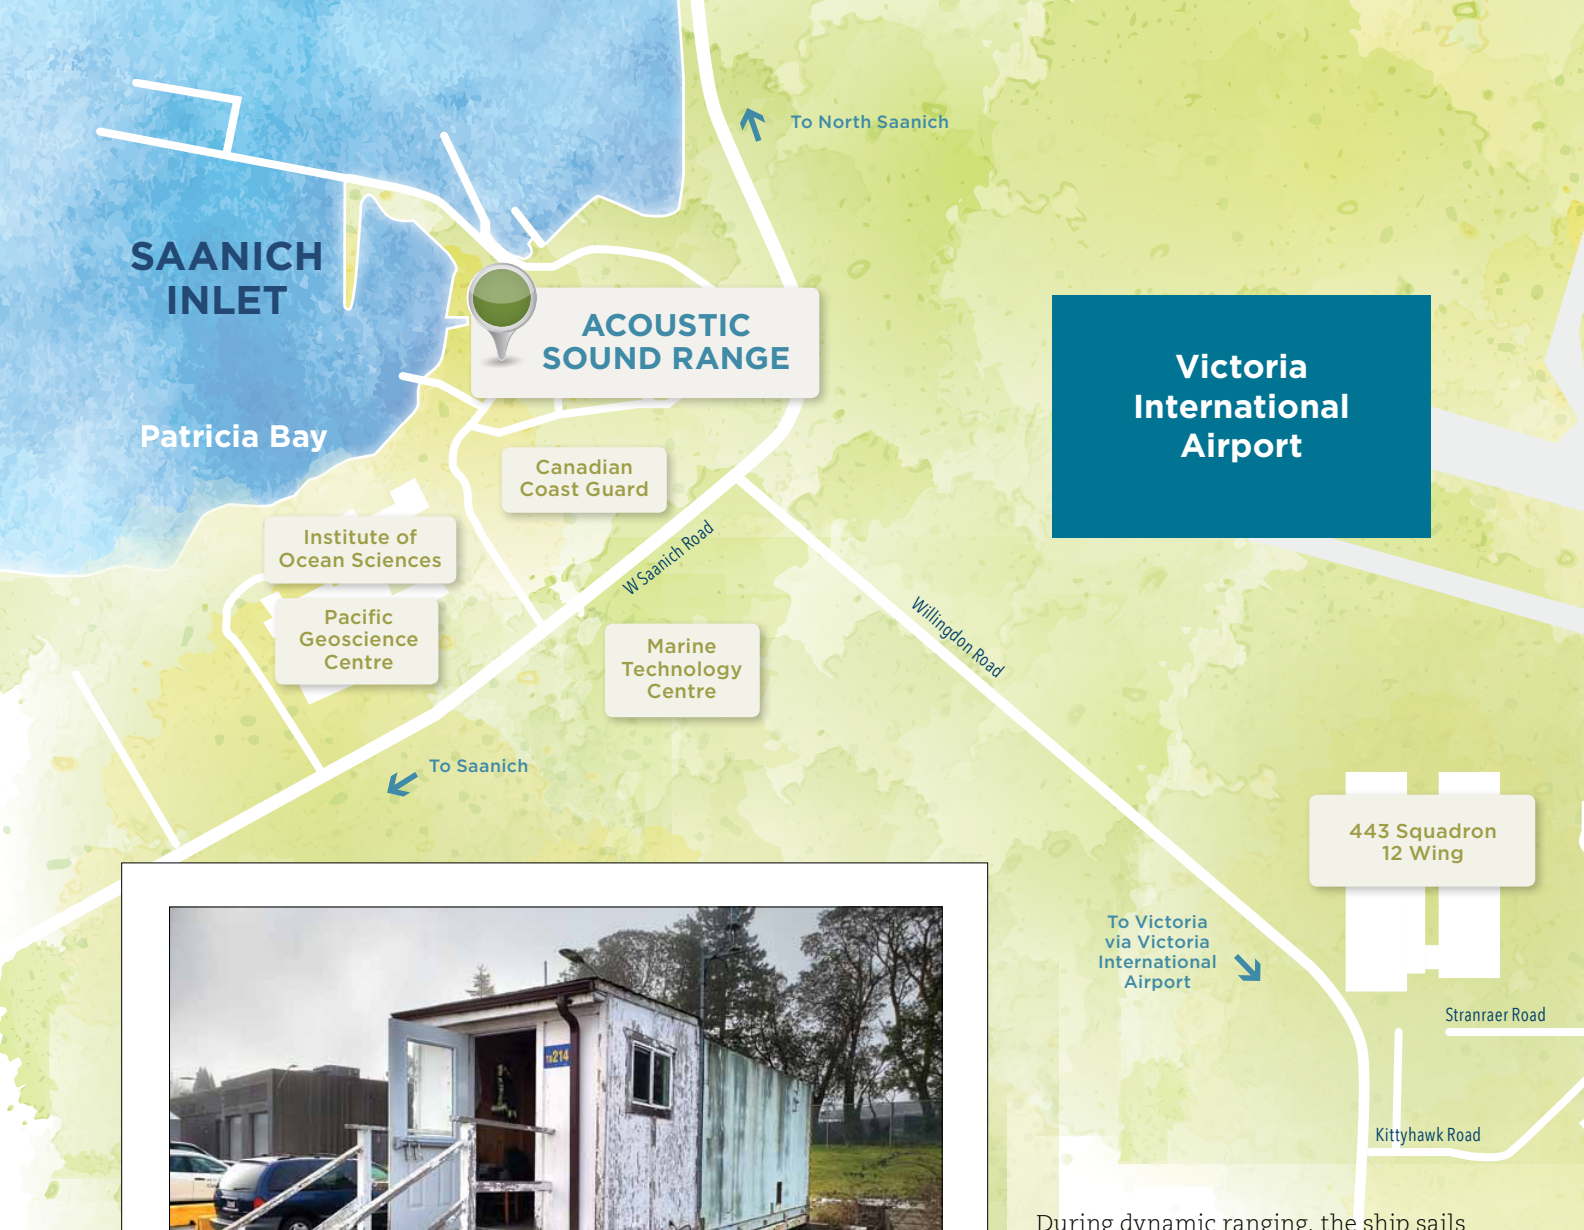 To North Saanich
SAANICH
INLET
ACOUSTIC
SOUND RANGE
Victoria
International
Airport
Patricia Bay
Canadian
Coast Guard
Institute of
Ocean Sciences
W Saanich Road
Pacific
Geoscience
Centre
Marine
Technology
Centre
Willingdon Road
To Saanich
443 Squadron
12 Wing
To Victoria
via Victoria
International
Airport
Stranraer Road
Kittyhawk Road
TB214
During dynamic ranging, the ship sails